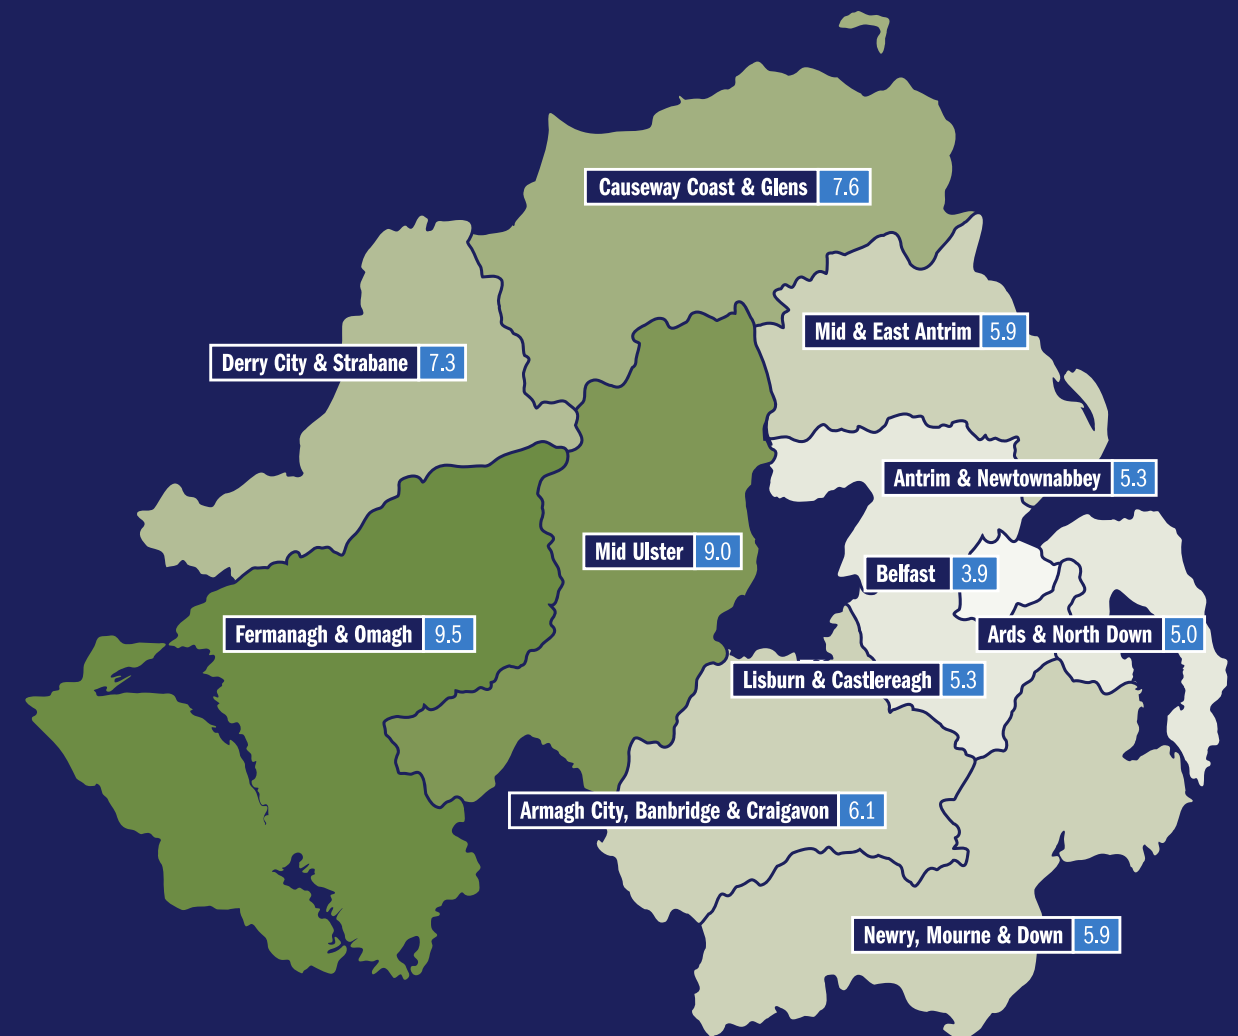 Causeway Coast & Glens 7.6
Mid & East Antrim 5.9
Derry City & Strabane 7.3
Antrim & Newtownabbey 5.3
Mid Ulster 9.0
Belfast 3.9
Fermanagh & Omagh 9.5
Ards & North Down 5.0
Lisburn & Castlereagh 5.3
Armagh City, Banbridge & Craigavon 6.1
Newry, Mourne & Down 5.9